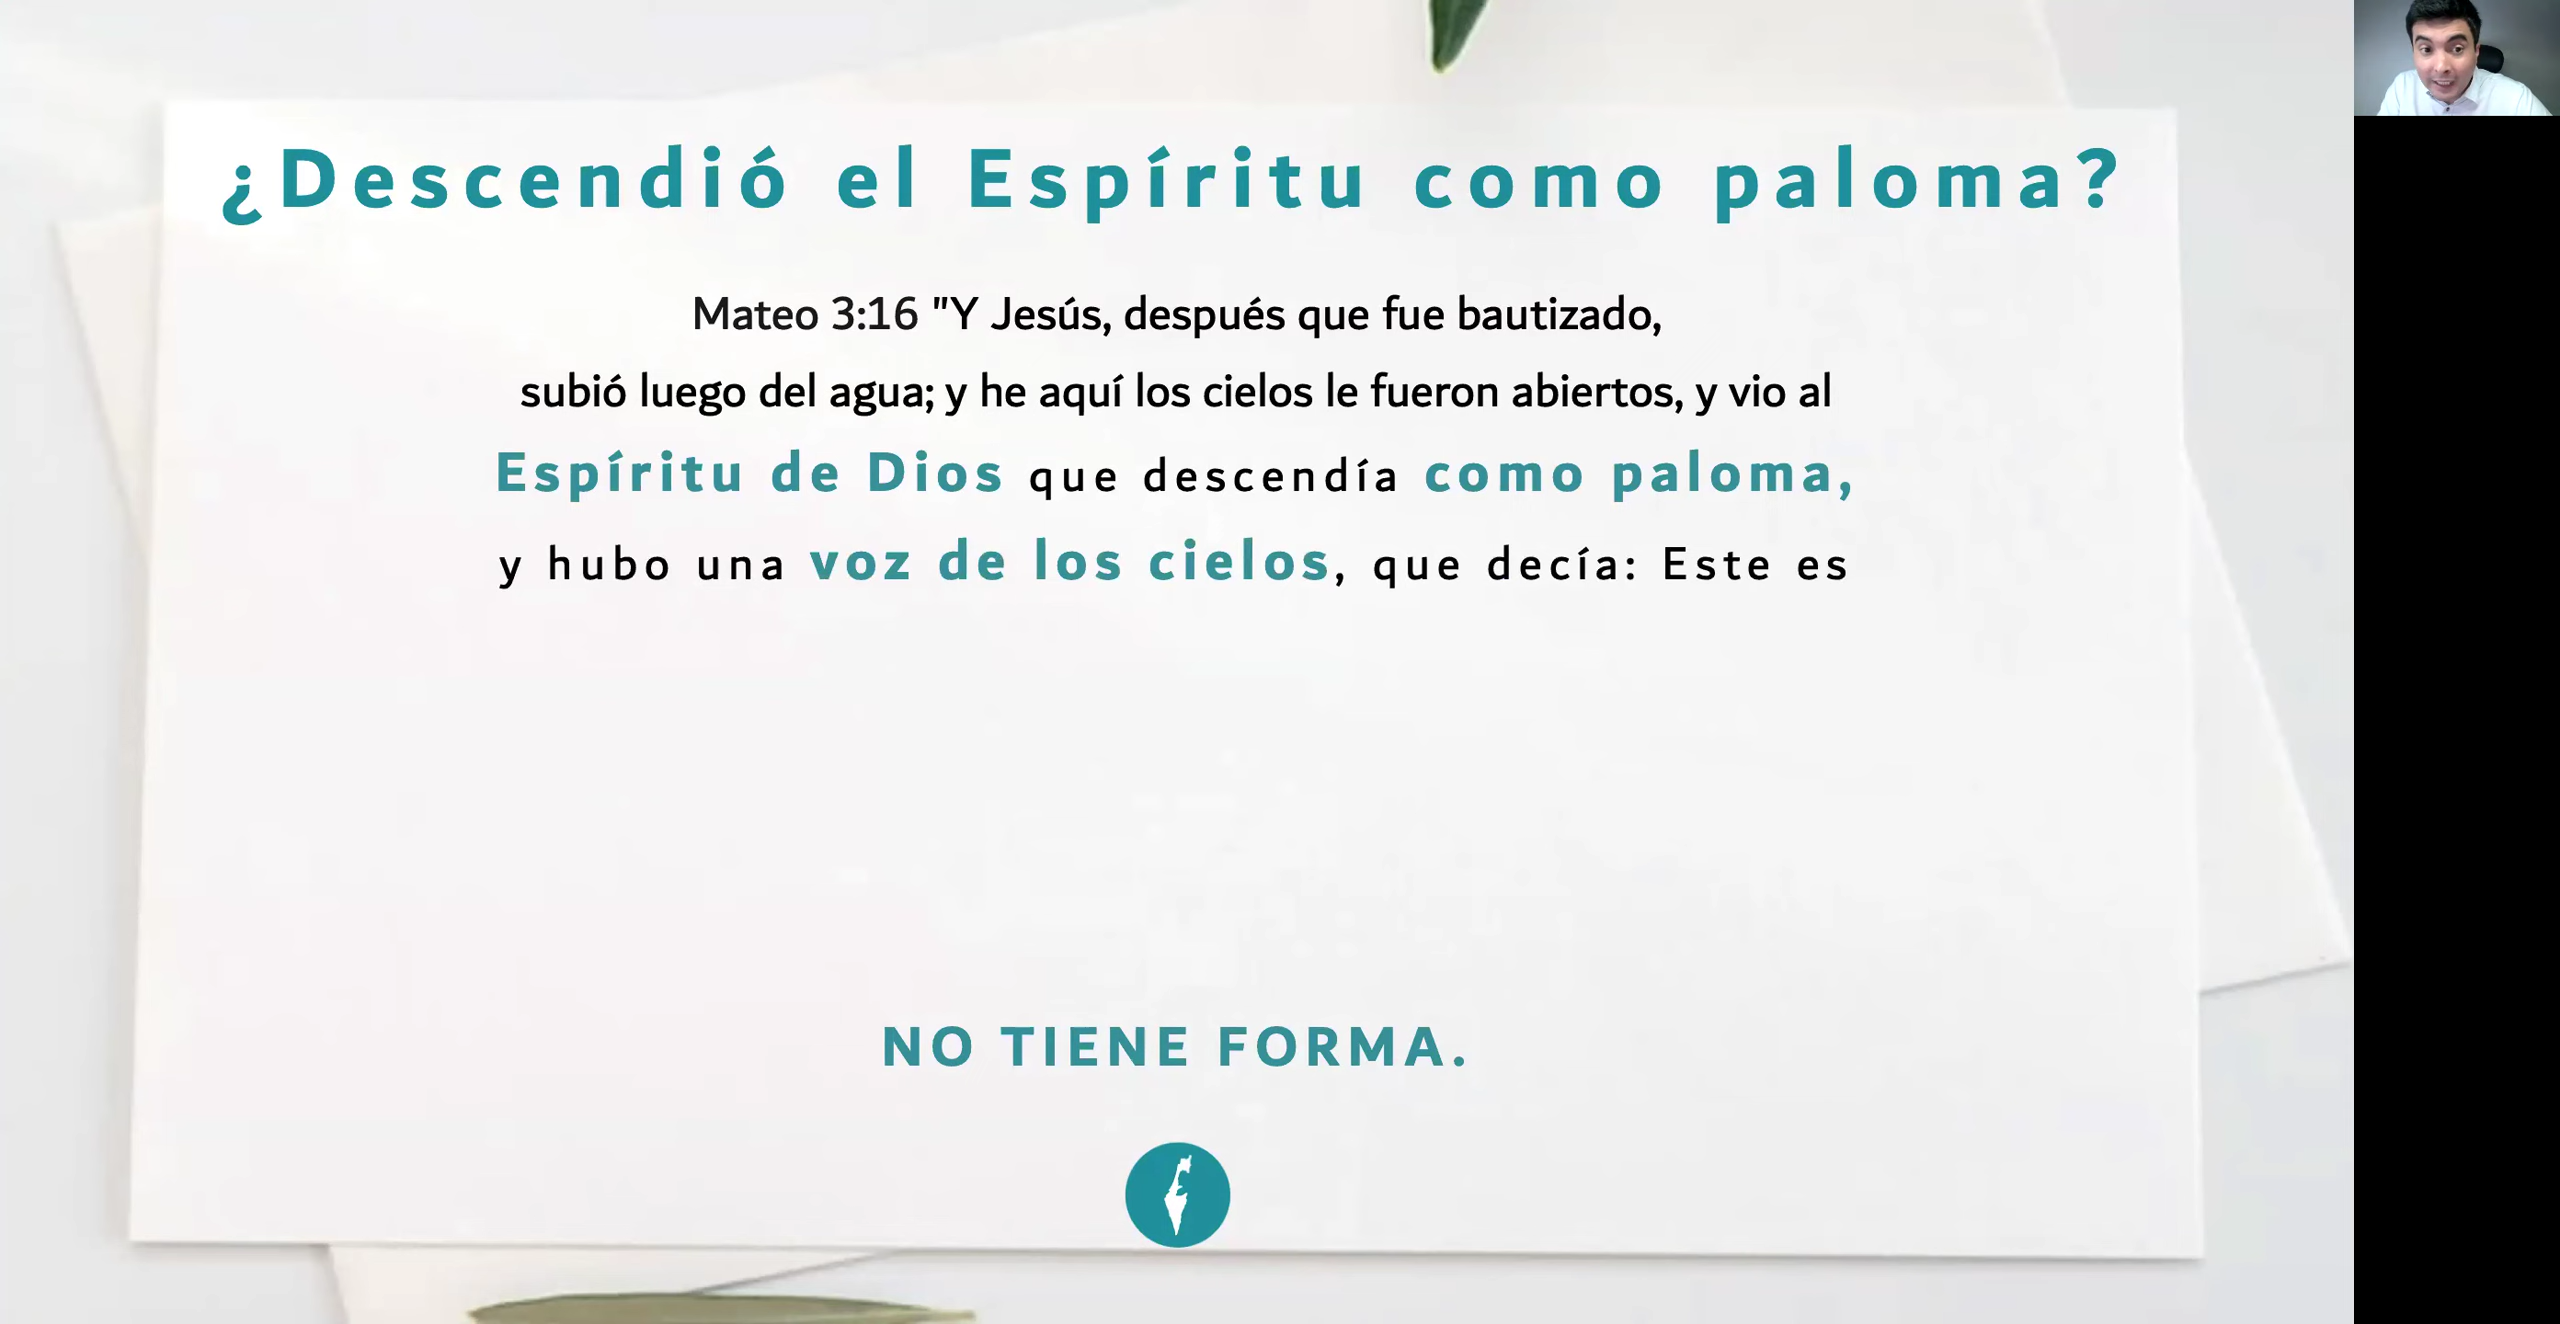 ¿Descendió el Espíritu como paloma?
Mateo 3:16 "Y Jesús, después que fue bautizado,
subió luego del agua; y he aquí los cielos le fueron abiertos, y vio al
Espíritu de Dios que descendía como paloma,
y hubo una voz de los cielos, que decía: Este es
NO TIENE FORMA.